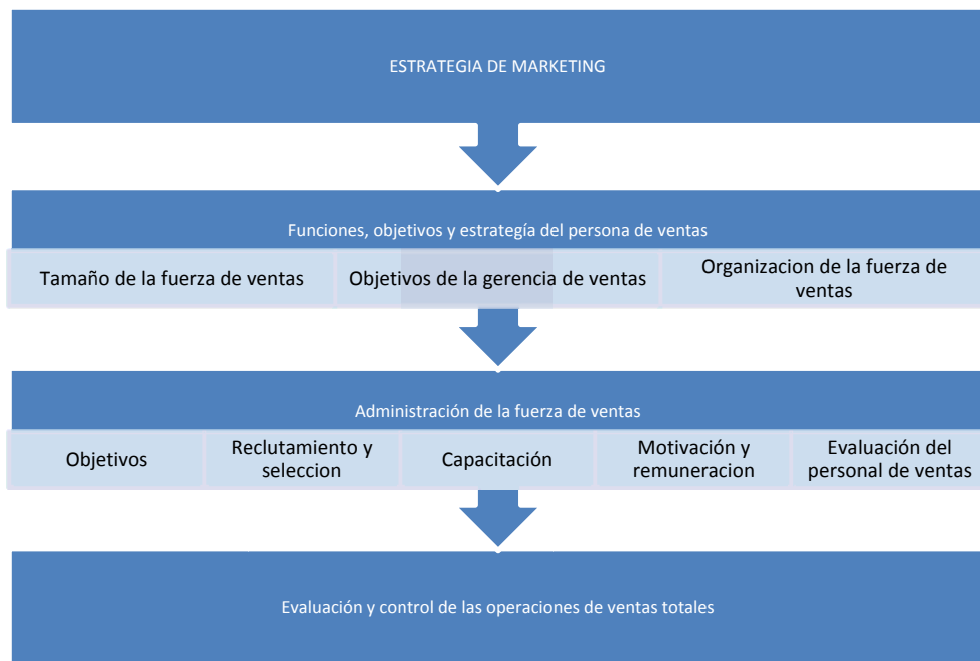 ESTRATEGIA DE MARKETING
Funciones, objetivos y estrategía del persona de ventas
Tamaño de la fuerza de ventas
Objetivos de la gerencia de ventas
Organizacion de la fuerza de
ventas
Administración de la fuerza de ventas
Objetivos
Reclutamiento y
seleccion
Capacitación
Motivación y
remuneracion
Evaluación del
personal de ventas
Evaluación y control de las operaciones de ventas totales